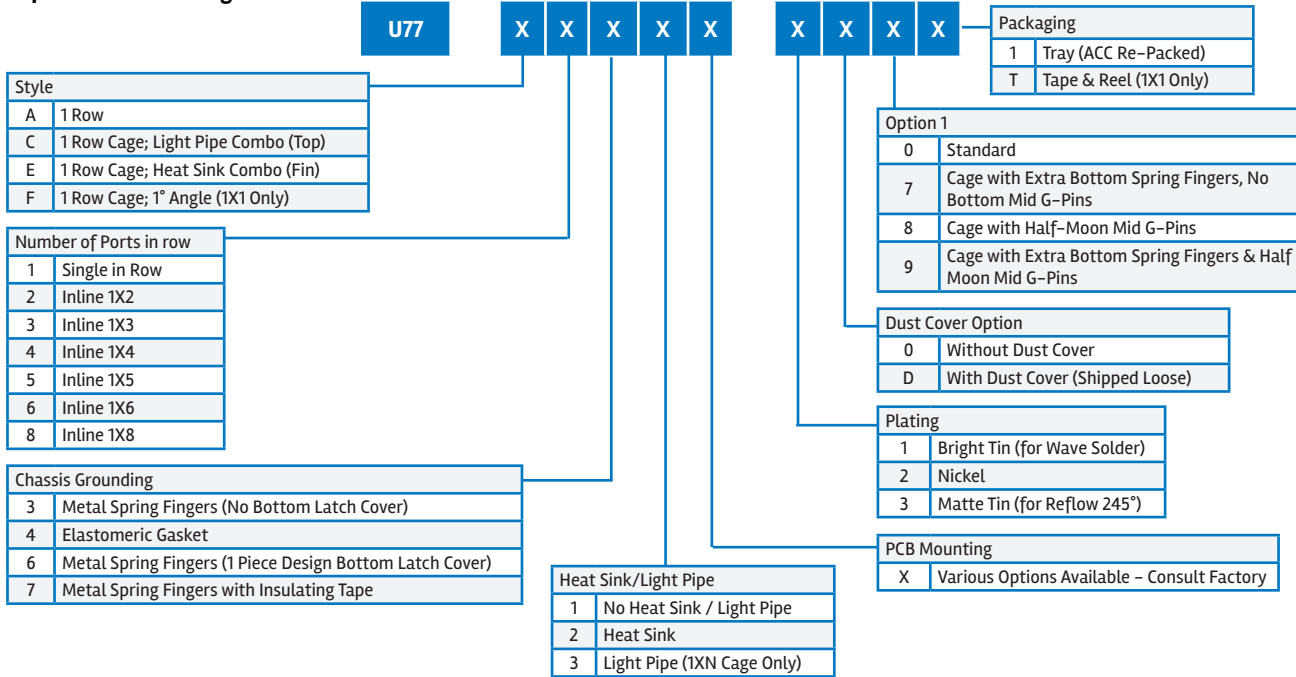 U77 X X X X X X X X X
Packaging
1 Tray (ACC Re-Packed)
T Tape & Reel (1X1 Only)
Style
A 1 Row
C 1 Row Cage; Light Pipe Combo (Top)
E 1 Row Cage; Heat Sink Combo (Fin)
F 1 Row Cage; 1° Angle (1X1 Only)
Option 1
0 Standard
7 Cage with Extra Bottom Spring Fingers, No
Bottom Mid G-Pins
8 Cage with Half-Moon Mid G-Pins
9 Cage with Extra Bottom Spring Fingers & Half
Moon Mid G-Pins
Number of Ports in row
1 Single in Row
2 Inline 1X2
3 Inline 1X3
4 Inline 1X4
5 Inline 1X5
6 Inline 1X6
8 Inline 1X8
Dust Cover Option
0 Without Dust Cover
D With Dust Cover (Shipped Loose)
Plating
1 Bright Tin (for Wave Solder)
2 Nickel
3 Matte Tin (for Reflow 245°)
Chassis Grounding
3 Metal Spring Fingers (No Bottom Latch Cover)
4 Elastomeric Gasket
6 Metal Spring Fingers (1 Piece Design Bottom Latch Cover)
7 Metal Spring Fingers with Insulating Tape
PCB Mounting
X Various Options Available – Consult Factory
Heat Sink/Light Pipe
1 No Heat Sink / Light Pipe
2 Heat Sink
3 Light Pipe (1XN Cage Only)